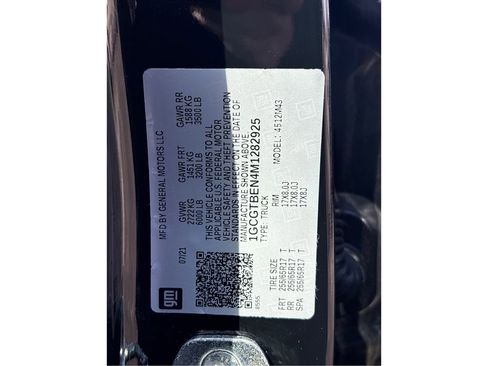 gm
MFD BY GENERAL MOTORS LLC
07/21
GVWR GAWR FRT GAWR RR
2722 KG 1451 KG 1588 KG
6000 LB 3200 LB 3500 LB
THIS VEHICLE CONFORMS TO ALL
APPLICABLE U.S. FEDERAL MOTOR
VEHICLE SAFETY AND THEFT PREVENTION
STANDARDS IN EFFECT ON THE DATE OF
MANUFACTURE SHOWN ABOVE.
1GCGTBEN4M1282925
TYPE: TRUCK MODEL: 4512M43
TIRE SIZE RIM
FRT 255/65R17 T 17X8.0J
RR 255/65R17 T 17X8.0J
SPA 255/65R17 T 17X8J